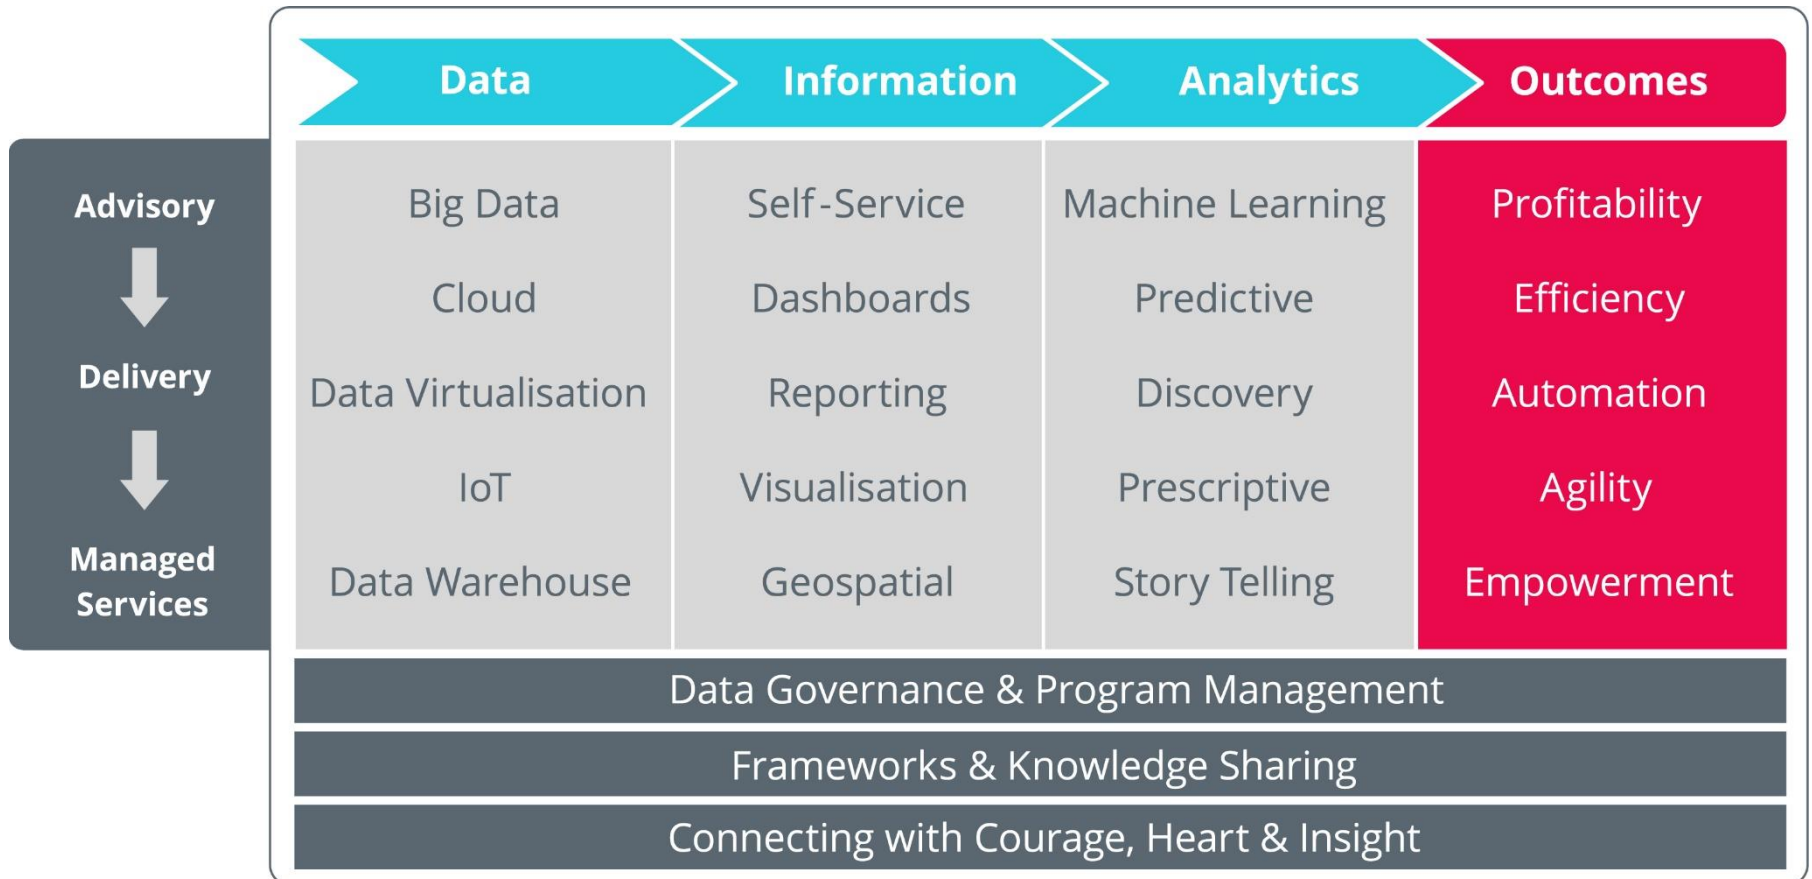 Data
Information
Analytics
Outcomes
Advisory
Delivery
Managed
Services
Big Data
Cloud
Data Virtualisation
IoT
Data Warehouse
Self-Service
Dashboards
Reporting
Visualisation
Geospatial
Machine Learning
Predictive
Discovery
Prescriptive
Story Telling
Profitability
Efficiency
Automation
Agility
Empowerment
Data Governance & Program Management
Frameworks & Knowledge Sharing
Connecting with Courage, Heart & Insight